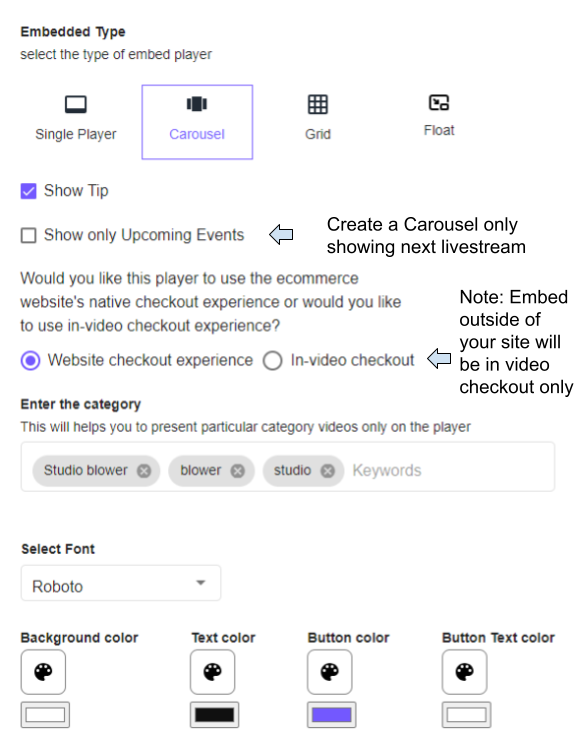 Embedded Type
select the type of embed player
Single Player
Carousel
Grid
Float
Show Tip
Show only Upcoming Events
Create a Carousel only
showing next livestream
Would you like this player to use the ecommerce
website's native checkout experience or would you like
to use in-video checkout experience?
Note: Embed
outside of
your site will
be in video
checkout only
Website checkout experience
In-video checkout
Enter the category
This will helps you to present particular category videos only on the player
Studio blower
blower
studio
Keywords
Select Font
Roboto
Background color
Text color
Button color
Button Text color